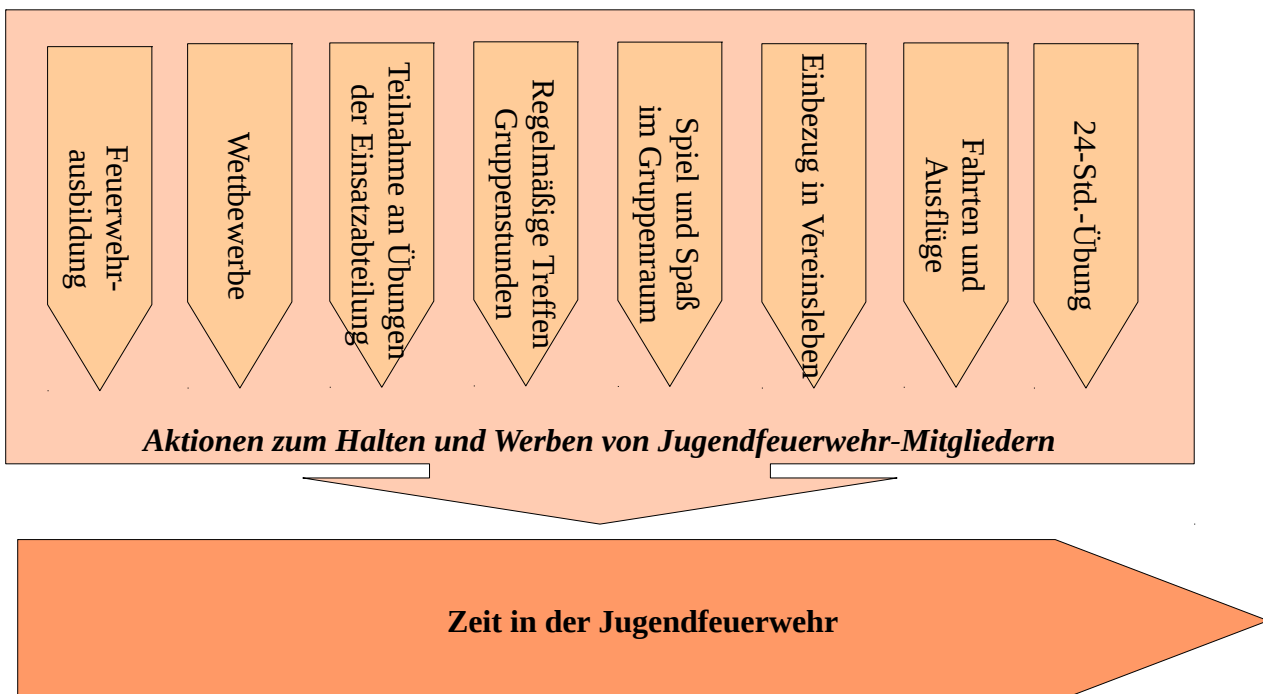 Feuerwehr-
ausbildung
Wettbewerbe
Teilnahme an Übungen
der Einsatzabteilung
Regelmäßige Treffen
Gruppenstunden
Spiel und Spaß
im Gruppenraum
Einbezug in Vereinsleben
Fahrten und
Ausflüge
24-Std.-Übung
Aktionen zum Halten und Werben von Jugendfeuerwehr-Mitgliedern
Zeit in der Jugendfeuerwehr